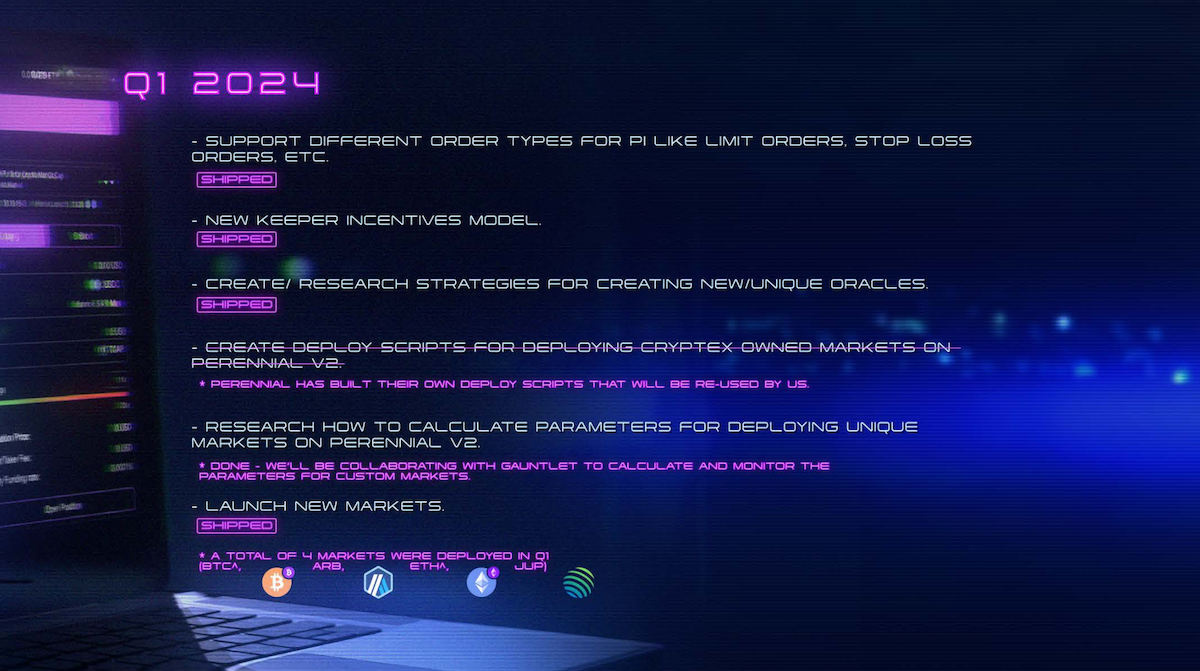 Q1 2024
- SUPPORT DIFFERENT ORDER TYPES FOR PI LIKE LIMIT ORDERS, STOP LOSS
ORDERS, ETC.
SHIPPED
- NEW KEEPER INCENTIVES MODEL.
SHIPPED
- CREATE/ RESEARCH STRATEGIES FOR CREATING NEW/UNIQUE ORACLES.
SHIPPED
- CREATE DEPLOY SCRIPTS FOR DEPLOYING CRYPTEX OWNED MARKETS ON
PERENNIAL V2.
* PERENNIAL HAS BUILT THEIR OWN DEPLOY SCRIPTS THAT WILL BE RE-USED BY US.
- RESEARCH HOW TO CALCULATE PARAMETERS FOR DEPLOYING UNIQUE
MARKETS ON PERENNIAL V2.
* DONE - WE'LL BE COLLABORATING WITH GAUNTLET TO CALCULATE AND MONITOR THE
PARAMETERS FOR CUSTOM MARKETS.
- LAUNCH NEW MARKETS.
SHIPPED
* A TOTAL OF 4 MARKETS WERE DEPLOYED IN Q1
(BTC^, ARB, ETH^, JUP)
Open Position